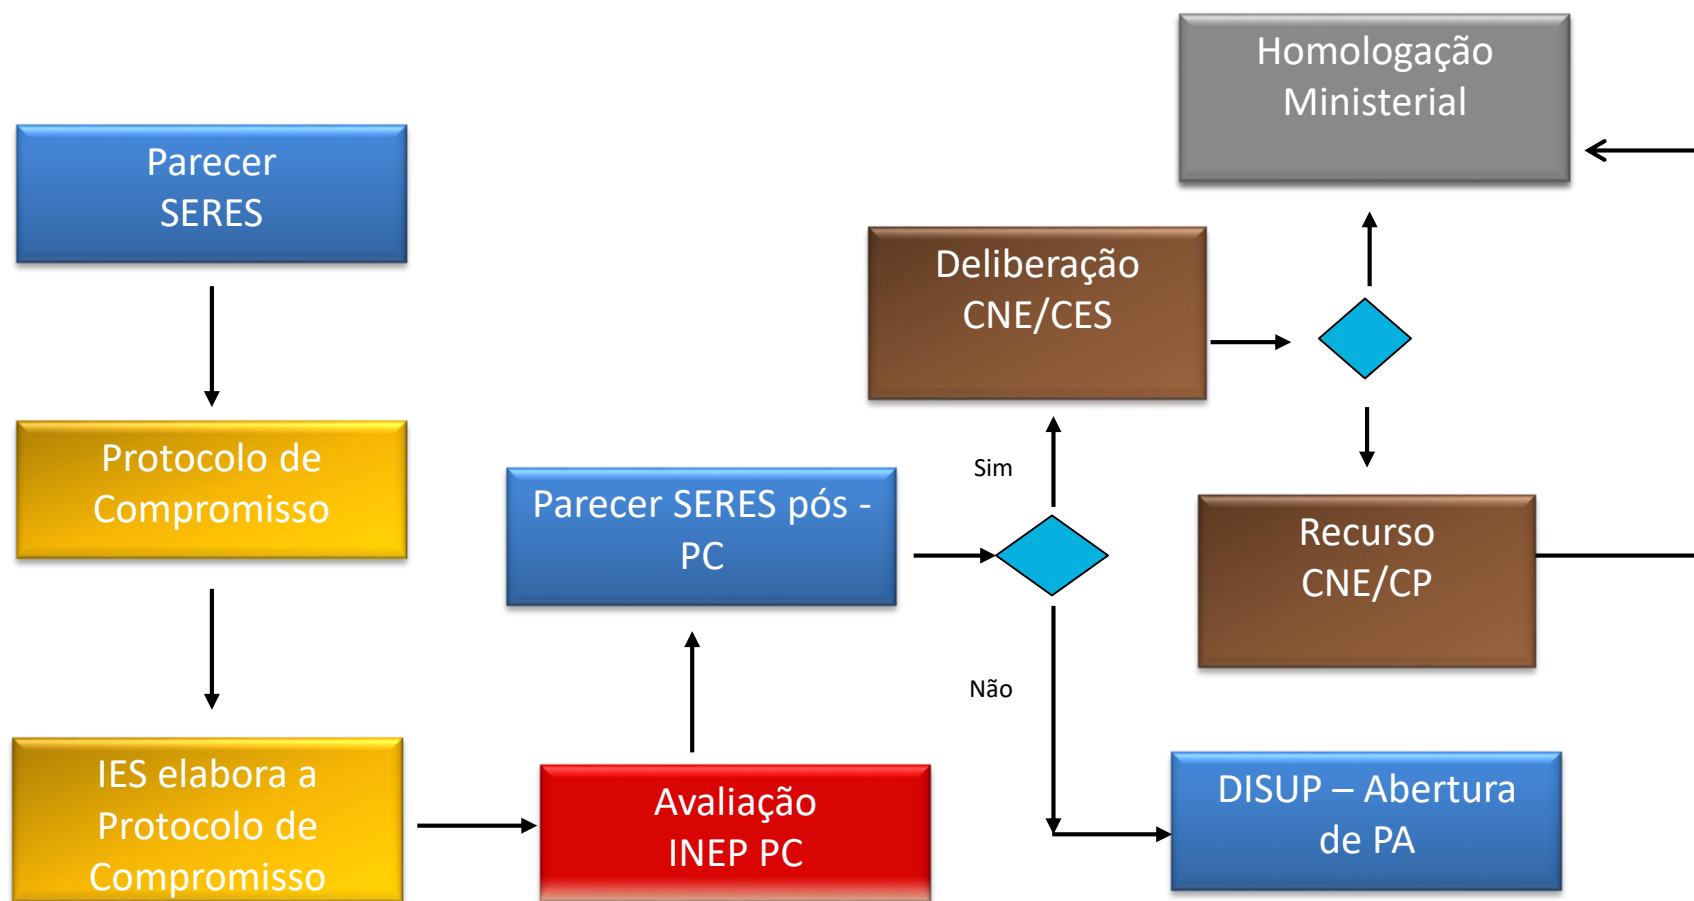 Parecer
SERES
Protocolo de
Compromisso
IES elabora a
Protocolo de
Compromisso
Avaliação
INEP PC
Parecer SERES pós -
PC
Sim
Não
Deliberação
CNE/CES
Homologação
Ministerial
Recurso
CNE/CP
DISUP – Abertura
de PA